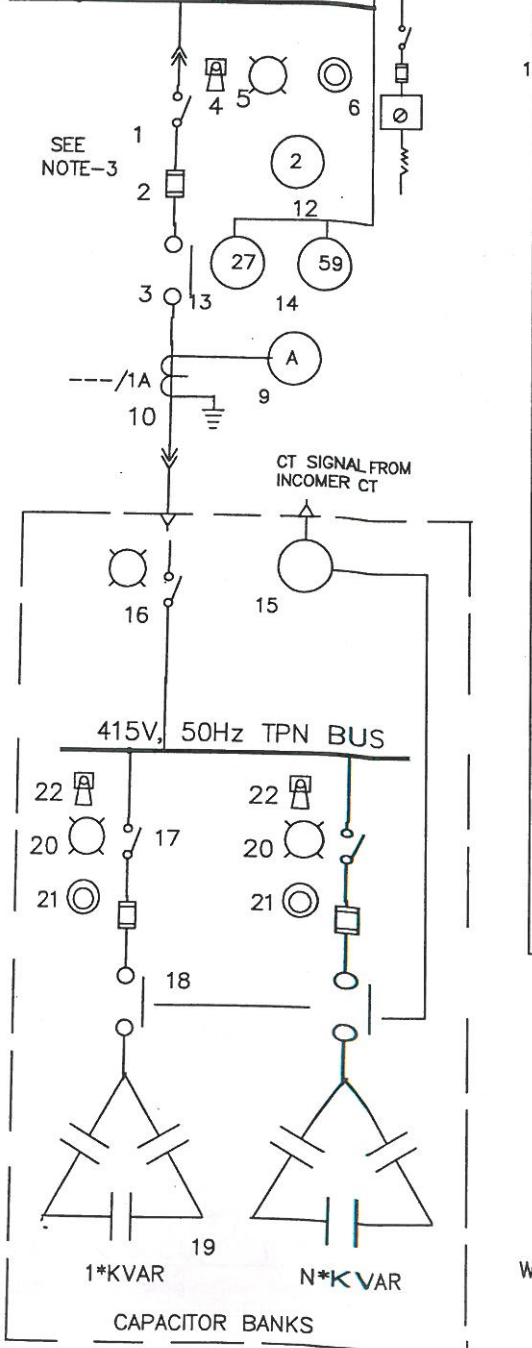 4
5
6
1
1
SEE
NOTE-3
2
2
12
27
59
3
13
14
A
----/1A
9
10
CT SIGNAL FROM
INCOMER CT
16
15
415V, 50Hz TPN BUS
22
22
20
17
20
21
21
18
19
1*KVAR
N*KVAR
CAPACITOR BANKS
W